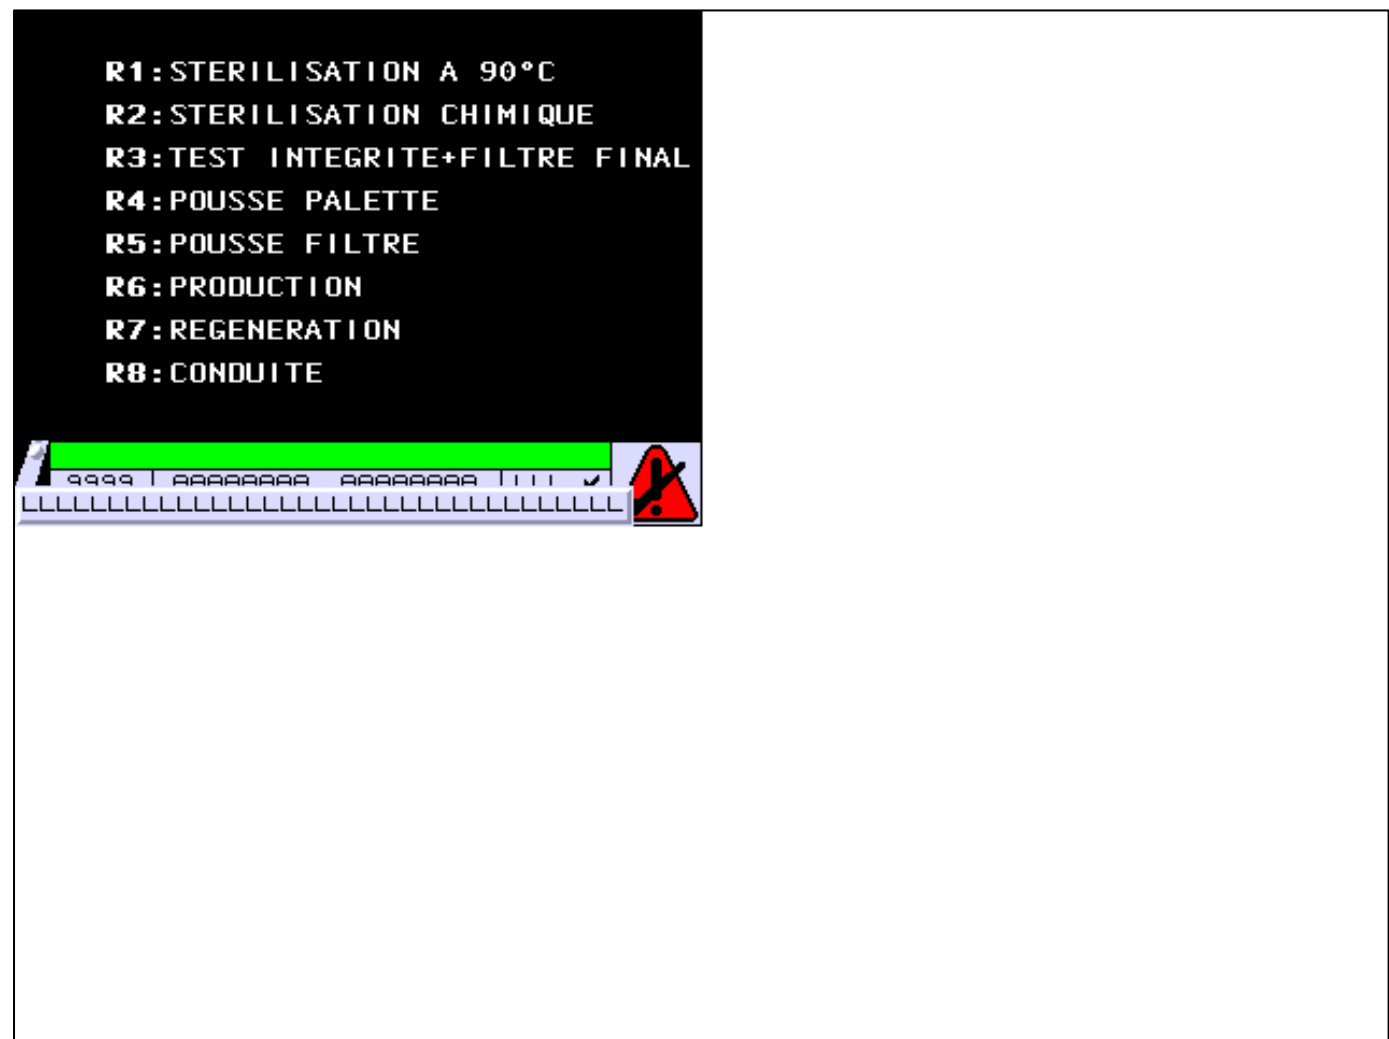 R1:STERILISATION A 90°C
R2:STERILISATION CHIMIQUE
R3:TEST INTEGRITE+FILTRE FINAL
R4:POUSSE PALETTE
R5:POUSSE FILTRE
R6:PRODUCTION
R7:REGENERATION
R8:CONDUITE
LLLLLLLLLLLLLLLLLLLLLLLLLLLLLLLLLLL